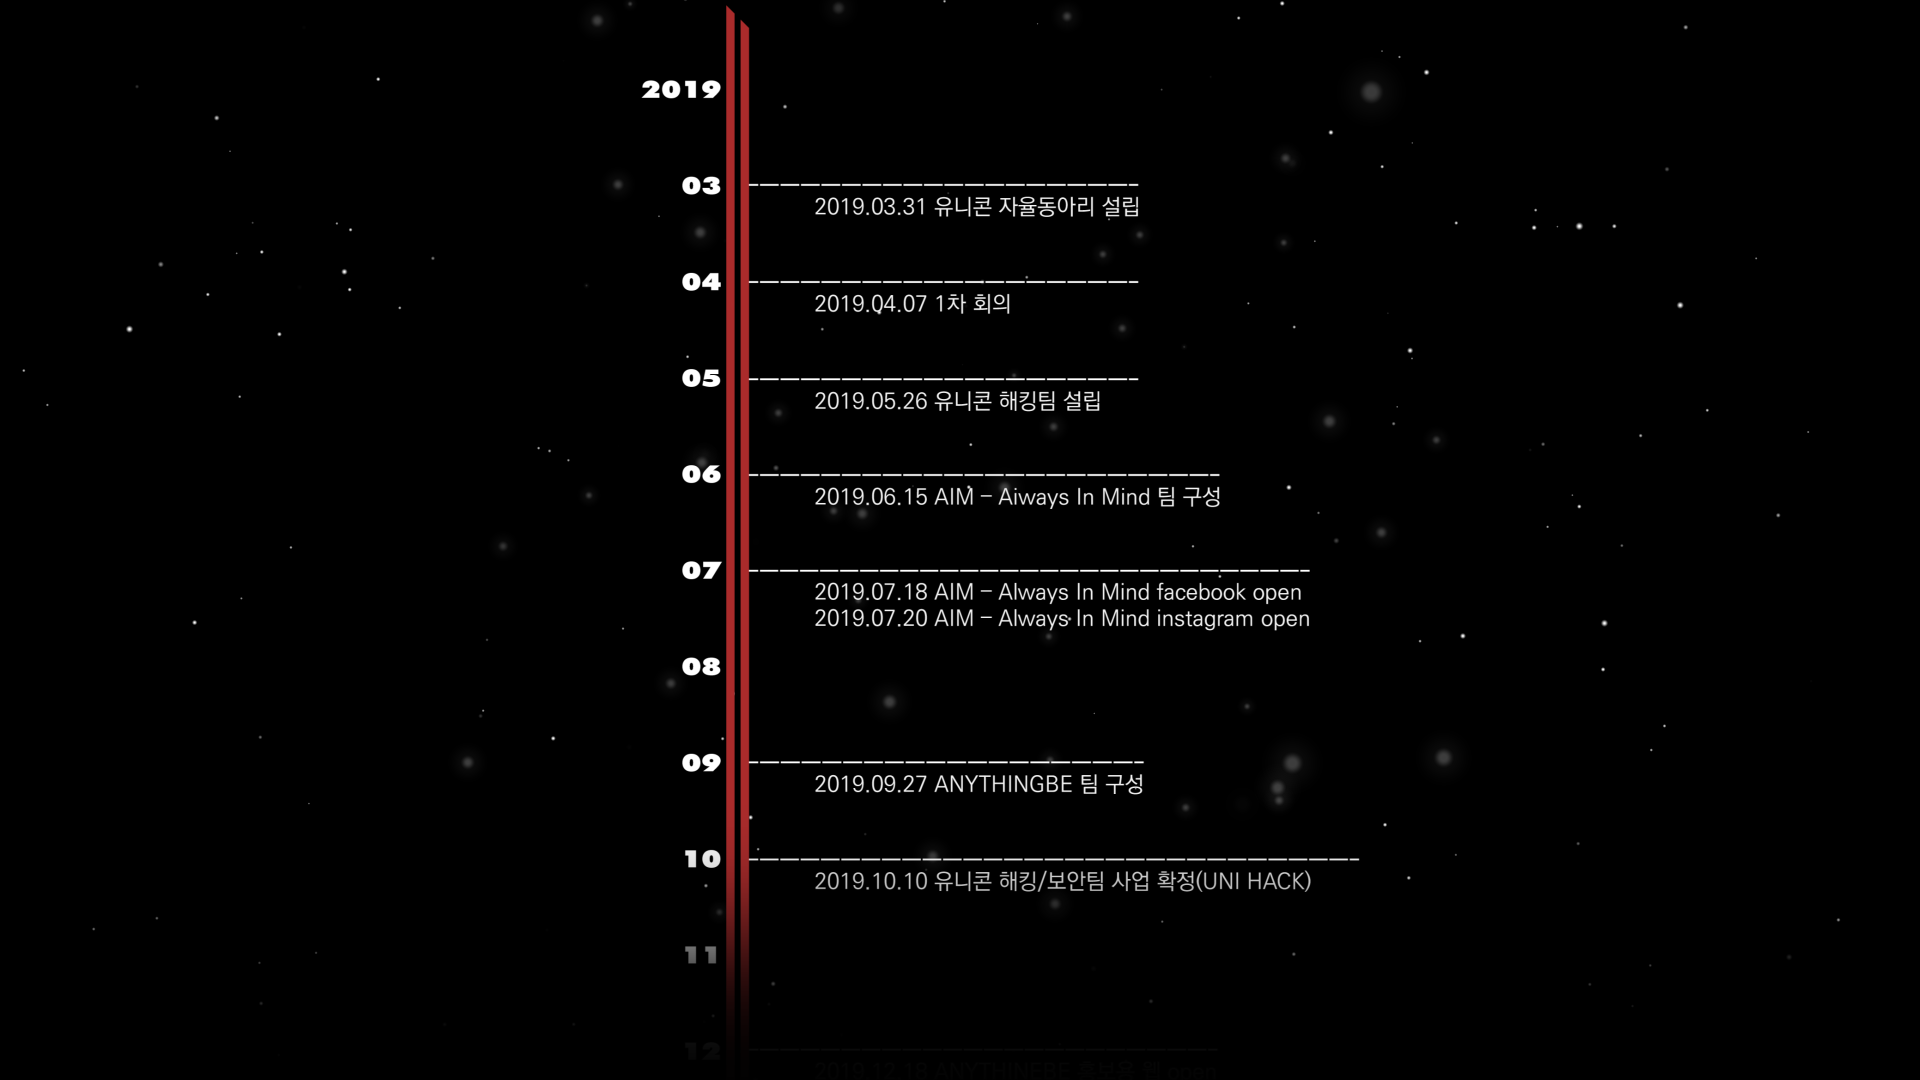 2019
03
2019.03.31 유니콘 자율동아리 설립
04
2019.04.07 1차 회의
05
2019.05.26 유니콘 해킹팀 설립
06
2019.06.15 AIM - Aiways In Mind 팀 구성
07
2019.07.18 AIM - Always In Mind facebook open
2019.07.20 AIM - Always In Mind instagram open
08
09
2019.09.27 ANYTHINGBE 팀 구성
10
2019.10.10 유니콘 해킹/보안팀 사업 확정(UNI HACK)
11
12
2019.12.18 open